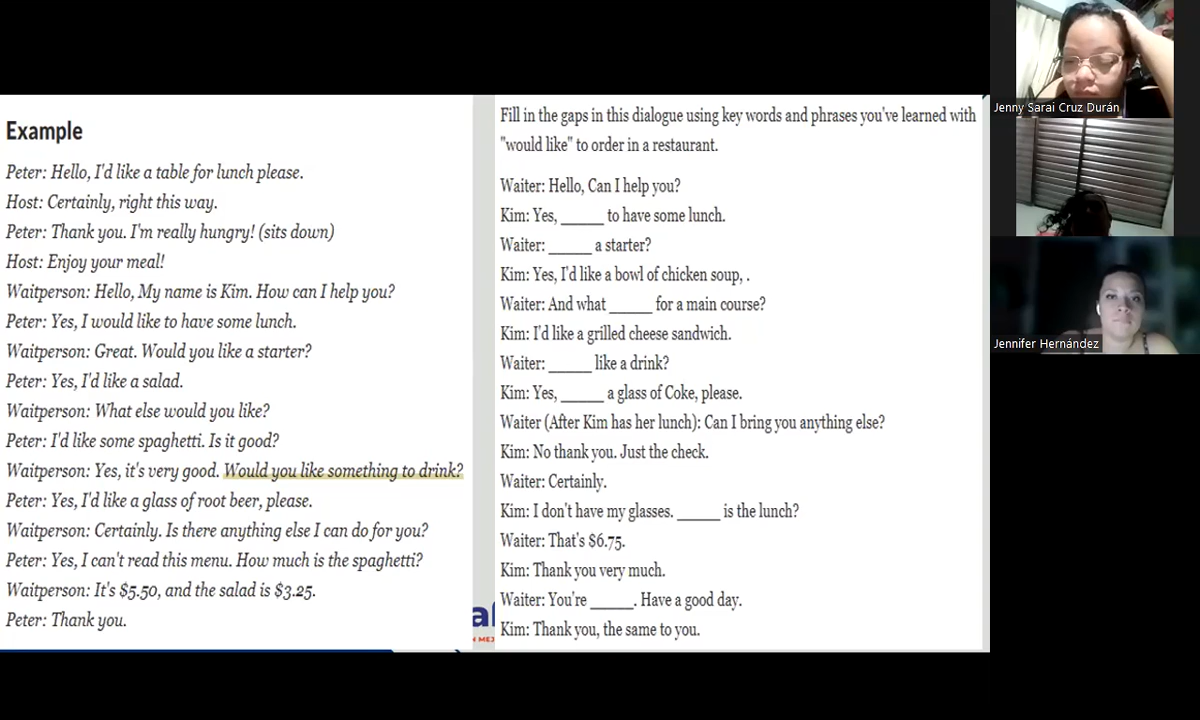 Example
Peter: Hello, I'd like a table for lunch please.
Host: Certainly, right this way.
Peter: Thank you. I'm really hungry! (sits down)
Host: Enjoy your meal!
Waitperson: Hello, My name is Kim. How can I help you?
Peter: Yes, I would like to have some lunch.
Waitperson: Great. Would you like a starter?
Peter: Yes, I'd like a salad.
Waitperson: What else would you like?
Peter: I'd like some spaghetti. Is it good?
Waitperson: Yes, it's very good. Would you like something to drink?
Peter: Yes, I'd like a glass of root beer, please.
Waitperson: Certainly. Is there anything else I can do for you?
Peter: Yes, I can't read this menu. How much is the spaghetti?
Waitperson: It's $5.50, and the salad is $3.25.
Peter: Thank you.
Fill in the gaps in this dialogue using key words and phrases you've learned with
"would like" to order in a restaurant.
Waiter: Hello, Can I help you?
Kim: Yes, ______ to have some lunch.
Waiter: ______ a starter?
Kim: Yes, I'd like a bowl of chicken soup, .
Waiter: And what ______ for a main course?
Kim: I'd like a grilled cheese sandwich.
Waiter: ______ like a drink?
Kim: Yes, ______ a glass of Coke, please.
Waiter (After Kim has her lunch): Can I bring you anything else?
Kim: No thank you. Just the check.
Waiter: Certainly.
Kim: I don't have my glasses. ______ is the lunch?
Waiter: That's $6.75.
Kim: Thank you very much.
Waiter: You're ______. Have a good day.
Kim: Thank you, the same to you.
Jenny Sarai Cruz Durán
Jennifer Hernández